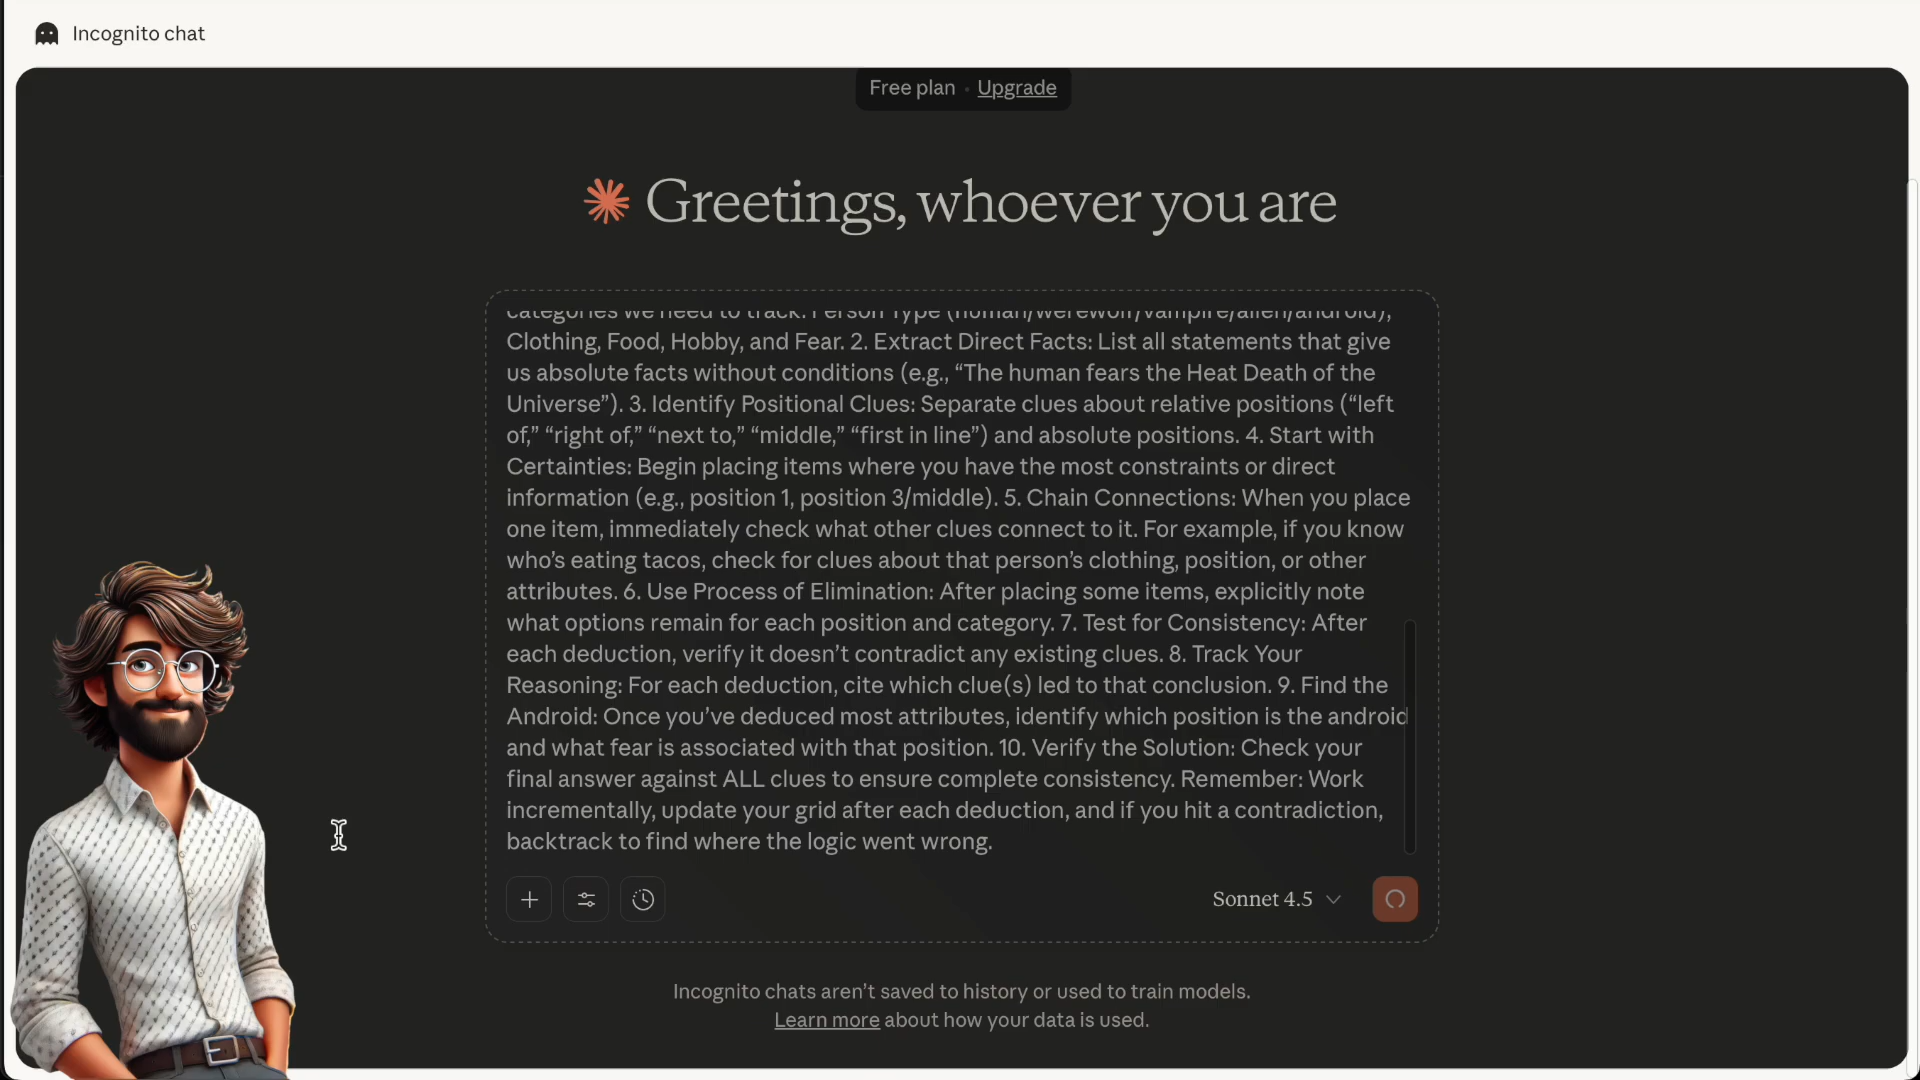 Incognito chat
Free plan · Upgrade
Greetings, whoever you are
categories we need to track: Person Type (human/werewolf/vampire/alien/android),
Clothing, Food, Hobby, and Fear. 2. Extract Direct Facts: List all statements that give
us absolute facts without conditions (e.g., “The human fears the Heat Death of the
Universe”). 3. Identify Positional Clues: Separate clues about relative positions (“left
of,” “right of,” “next to,” “middle,” “first in line”) and absolute positions. 4. Start with
Certainties: Begin placing items where you have the most constraints or direct
information (e.g., position 1, position 3/middle). 5. Chain Connections: When you place
one item, immediately check what other clues connect to it. For example, if you know
who’s eating tacos, check for clues about that person’s clothing, position, or other
attributes. 6. Use Process of Elimination: After placing some items, explicitly note
what options remain for each position and category. 7. Test for Consistency: After
each deduction, verify it doesn’t contradict any existing clues. 8. Track Your
Reasoning: For each deduction, cite which clue(s) led to that conclusion. 9. Find the
Android: Once you’ve deduced most attributes, identify which position is the android
and what fear is associated with that position. 10. Verify the Solution: Check your
final answer against ALL clues to ensure complete consistency. Remember: Work
incrementally, update your grid after each deduction, and if you hit a contradiction,
backtrack to find where the logic went wrong.
Sonnet 4.5
Incognito chats aren’t saved to history or used to train models.
Learn more about how your data is used.